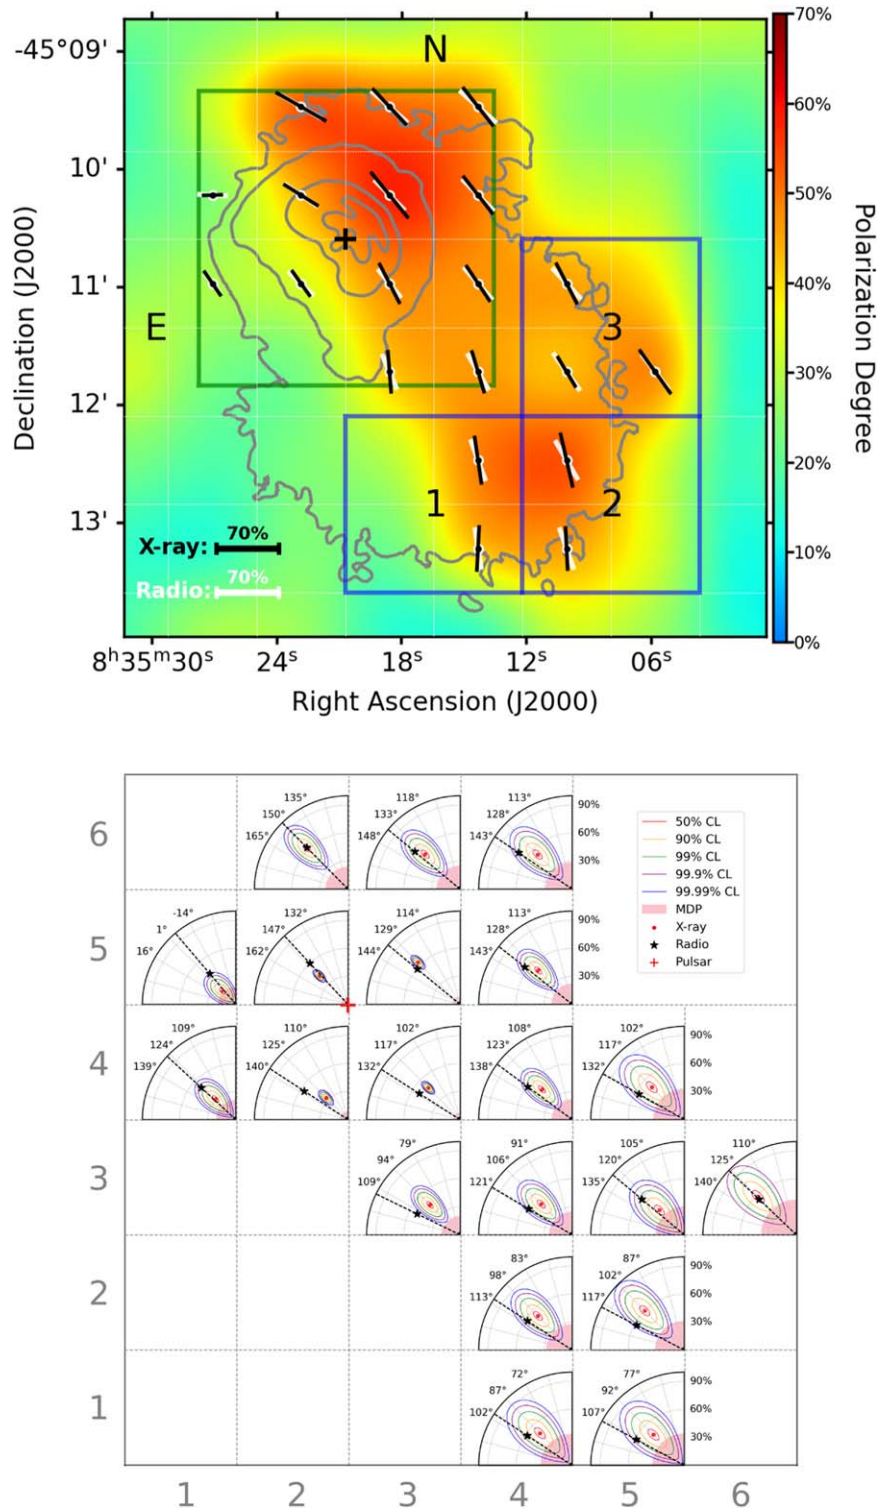 N
E
1
2
3
X-ray: 70%
Radio: 70%
-45°09'
10'
11'
12'
13'
Declination (J2000)
8ʰ35ᵐ30ˢ 24ˢ 18ˢ 12ˢ 06ˢ
Right Ascension (J2000)
70%
60%
50%
40%
30%
20%
10%
0%
Polarization Degree
6
135° 150° 165°
118° 133° 148°
113° 128° 143°
90% 60% 30%
50% CL
90% CL
99% CL
99.9% CL
99.99% CL
MDP
X-ray
Radio
Pulsar
5
-14° 1° 16°
132° 147° 162°
114° 129° 144°
113° 128° 143°
90% 60% 30%
4
109° 124° 139°
110° 125° 140°
102° 117° 132°
108° 123° 138°
102° 117° 132°
90% 60% 30%
3
79° 94° 109°
91° 106° 121°
105° 120° 135°
110° 125° 140°
2
83° 98° 113°
87° 102° 117°
90% 60% 30%
1
72° 87° 102°
77° 92° 107°
90% 60% 30%
1 2 3 4 5 6